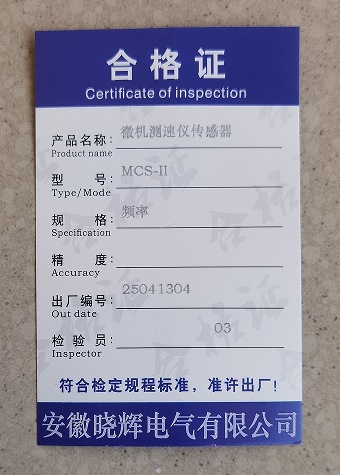 合格证
Certificate of inspection
产品名称: 微机测速仪传感器
Product name
型 号: MCS-II
Type/Mode
规 格: 频率
Specification
精 度:
Accuracy
出厂编号: 25041304
Out date
检 验 员: 03
Inspector
符合检定规程标准，准许出厂!
安徽晓辉电气有限公司